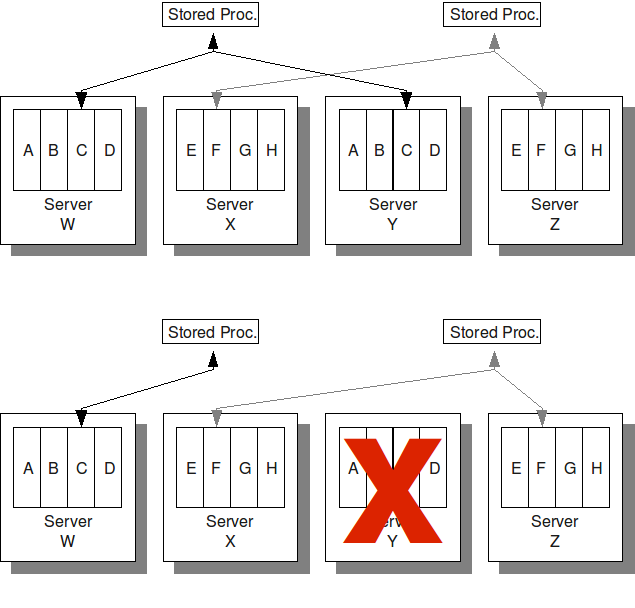 Stored Proc. Stored Proc.
A B C D E F G H A B C D E F G H
Server Server Server Server
W X Y Z
Stored Proc. Stored Proc.
A B C D E F G H A D E F G H
Server Server Server
W X Y Z